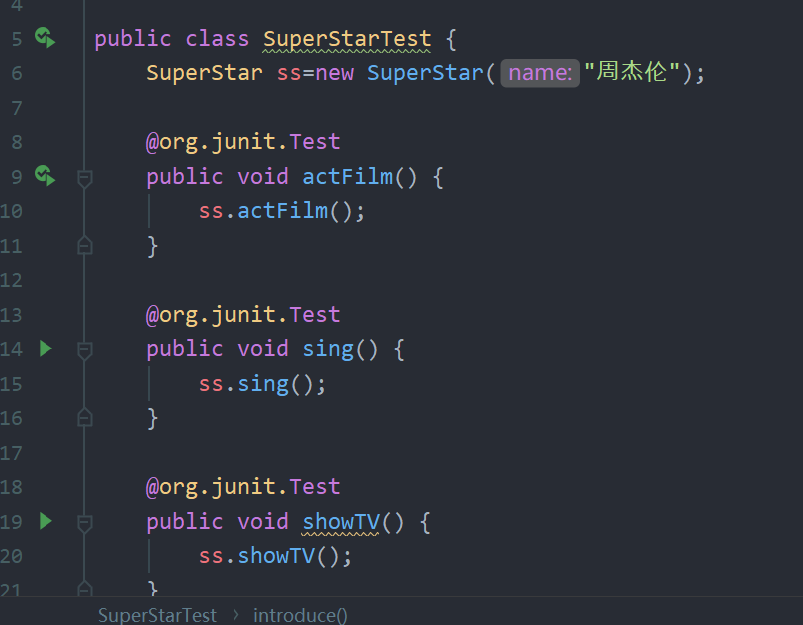 4
5 public class SuperStarTest {
6 SuperStar ss=new SuperStar( name: "周杰伦");
7
8 @org.junit.Test
9 public void actFilm() {
10 ss.actFilm();
11 }
12
13 @org.junit.Test
14 public void sing() {
15 ss.sing();
16 }
17
18 @org.junit.Test
19 public void showTV() {
20 ss.showTV();
21 }
SuperStarTest › introduce()